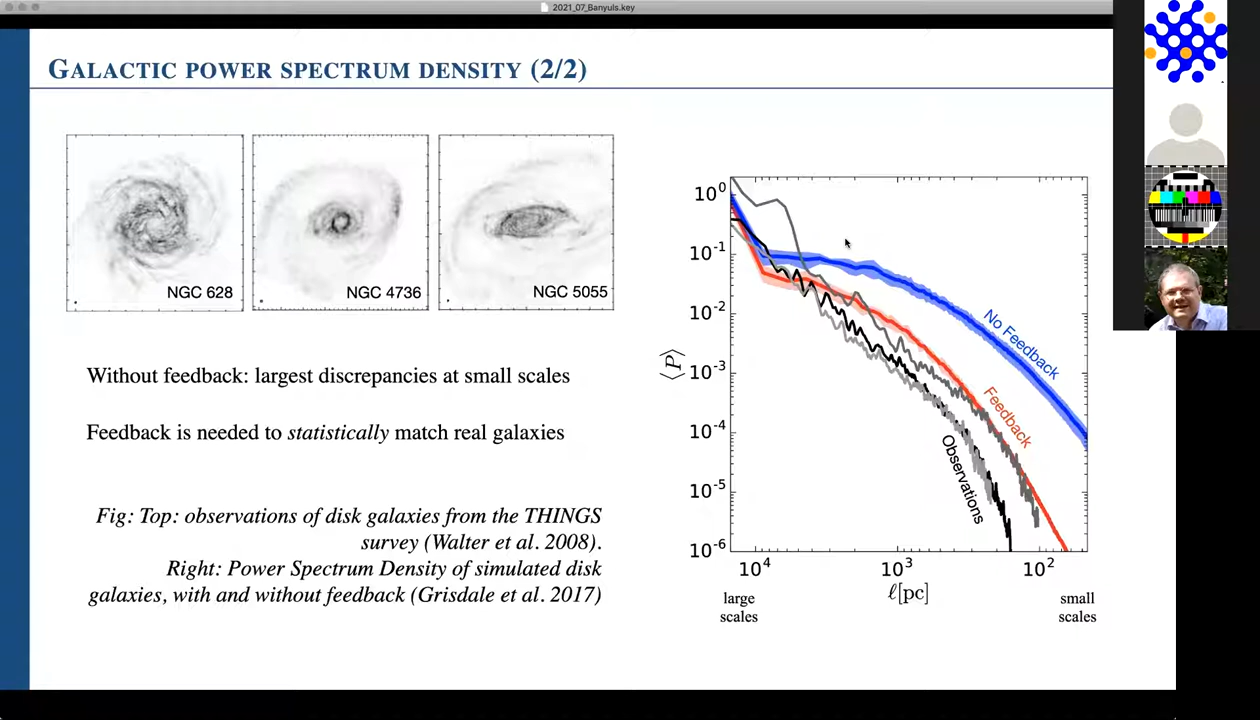 2021_07_Banyuls.key
GALACTIC POWER SPECTRUM DENSITY (2/2)
NGC 628
NGC 4736
NGC 5055
Without feedback: largest discrepancies at small scales
Feedback is needed to statistically match real galaxies
Fig: Top: observations of disk galaxies from the THINGS
survey (Walter et al. 2008).
Right: Power Spectrum Density of simulated disk
galaxies, with and without feedback (Grisdale et al. 2017)
⟨P⟩
10⁰
10⁻¹
10⁻²
10⁻³
10⁻⁴
10⁻⁵
10⁻⁶
No Feedback
Feedback
Observations
10⁴
10³
10²
ℓ[pc]
large
scales
small
scales